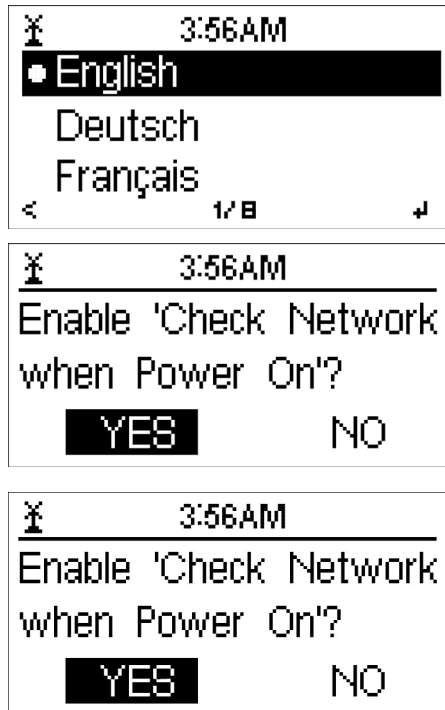 3:56AM
English
Deutsch
Français
< 1/8
3:56AM
Enable 'Check Network
when Power On'?
YES NO
3:56AM
Enable 'Check Network
when Power On'?
YES NO